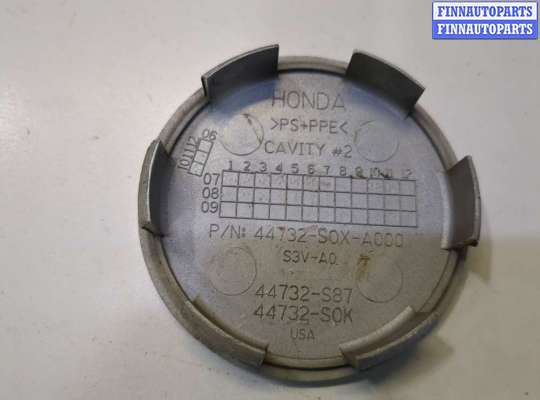 FINNAUTOPARTS
FINNAUTOPARTS
HONDA
>PS+PPE<
CAVITY #2
101112 06
1 2 3 4 5 6 7 8 9 10 11 12
07
08
09
P/N: 44732-S0X-A000
S3V-A0
44732-S87
44732-S0K
USA